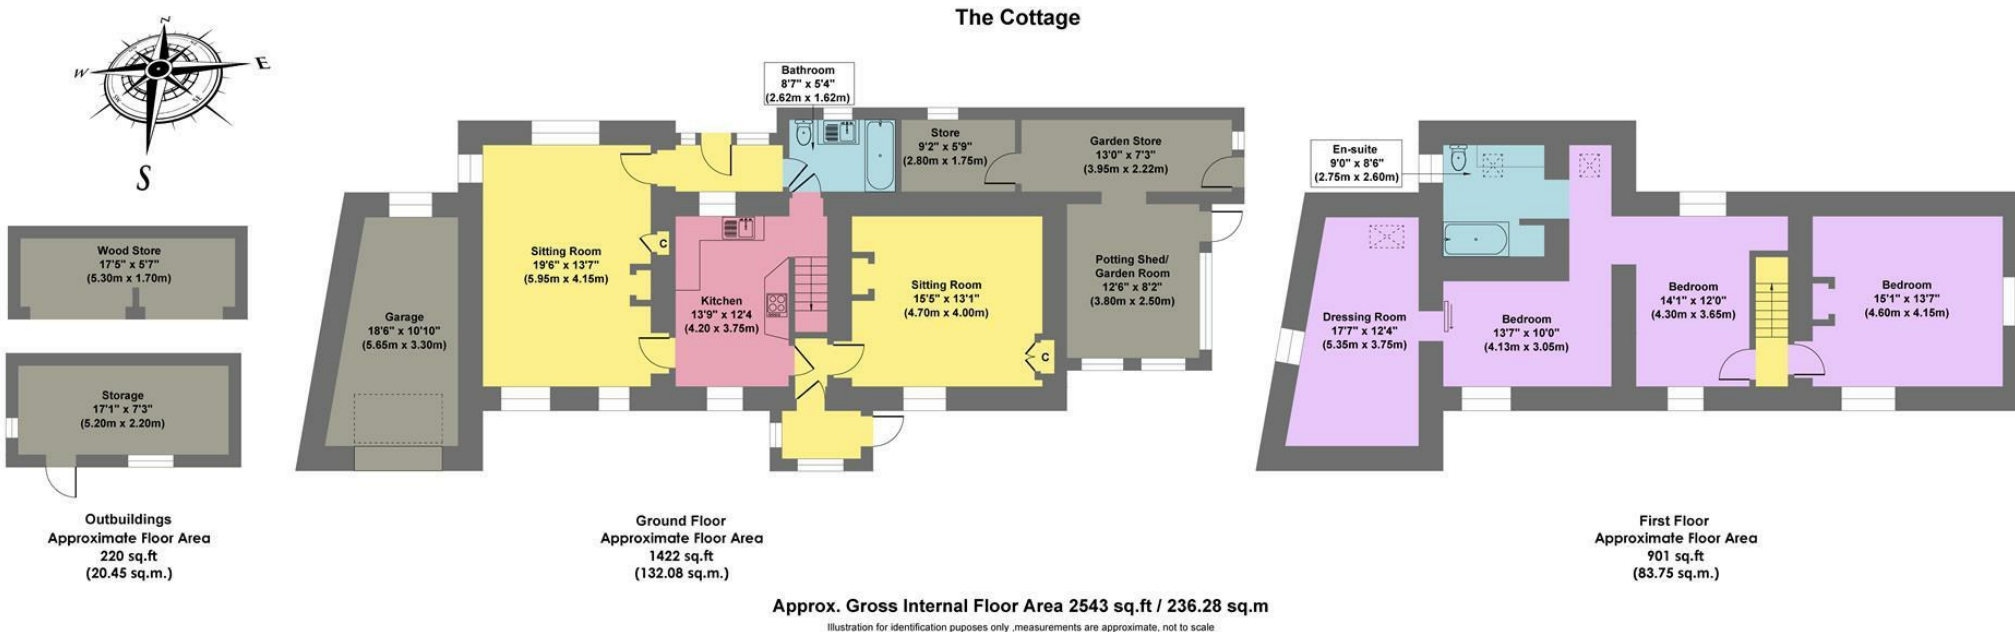 The Cottage
N
W
E
S
SW
SE
Wood Store
17'5" x 5'7"
(5.30m x 1.70m)
Storage
17'1" x 7'3"
(5.20m x 2.20m)
Outbuildings
Approximate Floor Area
220 sq.ft
(20.45 sq.m.)
Bathroom
8'7" x 5'4"
(2.62m x 1.62m)
Store
9'2" x 5'9"
(2.80m x 1.75m)
Garden Store
13'0" x 7'3"
(3.95m x 2.22m)
Sitting Room
19'6" x 13'7"
(5.95m x 4.15m)
C
Garage
18'6" x 10'10"
(5.65m x 3.30m)
Kitchen
13'9" x 12'4
(4.20 x 3.75m)
Sitting Room
15'5" x 13'1"
(4.70m x 4.00m)
C
Potting Shed/
Garden Room
12'6" x 8'2"
(3.80m x 2.50m)
Ground Floor
Approximate Floor Area
1422 sq.ft
(132.08 sq.m.)
En-suite
9'0" x 8'6"
(2.75m x 2.60m)
Dressing Room
17'7" x 12'4"
(5.35m x 3.75m)
Bedroom
13'7" x 10'0"
(4.13m x 3.05m)
Bedroom
14'1" x 12'0"
(4.30m x 3.65m)
Bedroom
15'1" x 13'7"
(4.60m x 4.15m)
First Floor
Approximate Floor Area
901 sq.ft
(83.75 sq.m.)
Approx. Gross Internal Floor Area 2543 sq.ft / 236.28 sq.m
Illustration for identification puposes only ,measurements are approximate, not to scale